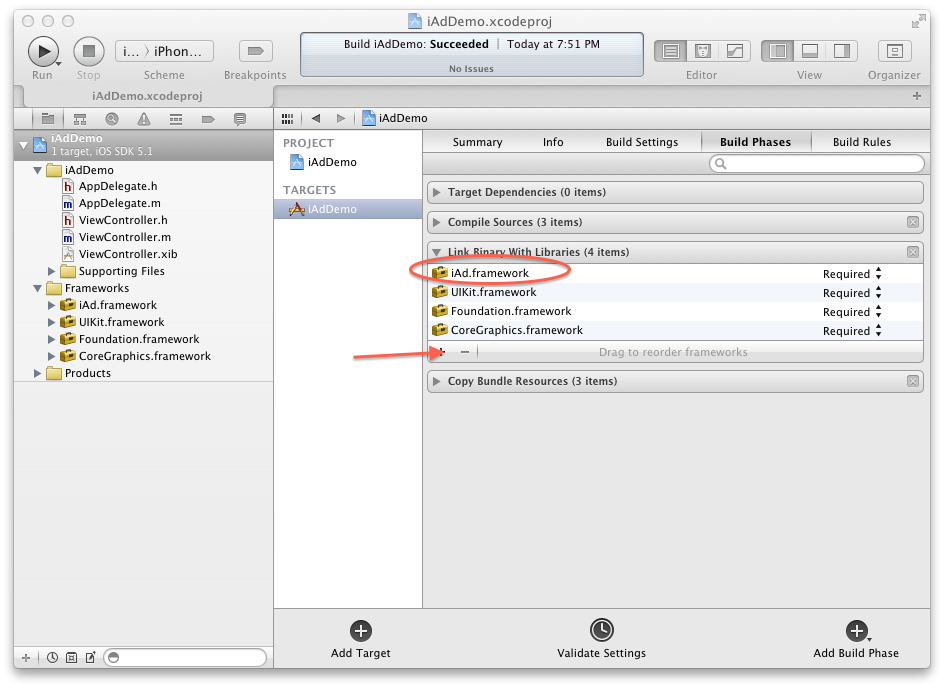 iAdDemo.xcodeproj
Run
Stop
i... 〉iPhon...
Scheme
Breakpoints
Build iAdDemo: Succeeded | Today at 7:51 PM
No Issues
Editor
View
Organizer
iAdDemo.xcodeproj
iAdDemo
1 target, iOS SDK 5.1
iAdDemo
AppDelegate.h
AppDelegate.m
ViewController.h
ViewController.m
ViewController.xib
Supporting Files
Frameworks
iAd.framework
UIKit.framework
Foundation.framework
CoreGraphics.framework
Products
iAdDemo
PROJECT
iAdDemo
TARGETS
iAdDemo
Summary
Info
Build Settings
Build Phases
Build Rules
Target Dependencies (0 items)
Compile Sources (3 items)
Link Binary With Libraries (4 items)
iAd.framework Required
UIKit.framework Required
Foundation.framework Required
CoreGraphics.framework Required
Drag to reorder frameworks
Copy Bundle Resources (3 items)
Add Target
Validate Settings
Add Build Phase